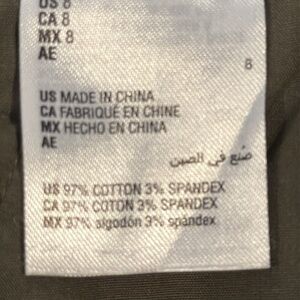 US 8
CA 8
MX 8
AE
8
US MADE IN CHINA
CA FABRIQUÉ EN CHINE
MX HECHO EN CHINA
AE
صنع في الصين
US 97% COTTON 3% SPANDEX
CA 97% COTTON 3% SPANDEX
MX 97% algodón 3% spandex